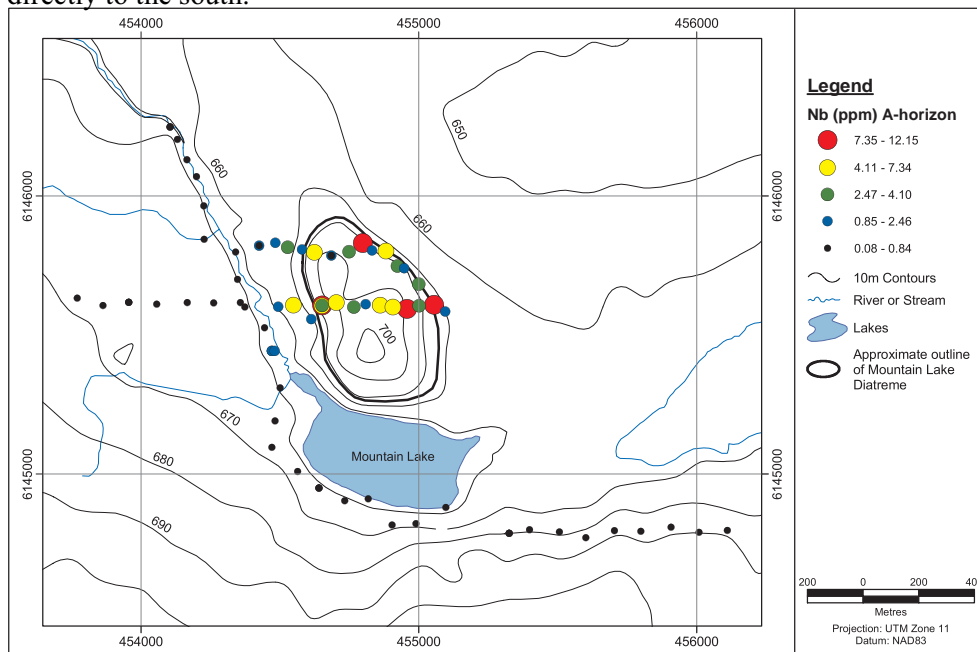 directly to the south.
454000
455000
456000
6146000
6146000
6145000
6145000
660
650
660
700
670
680
690
Mountain Lake
454000
455000
456000
Legend
Nb (ppm) A-horizon
7.35 - 12.15
4.11 - 7.34
2.47 - 4.10
0.85 - 2.46
0.08 - 0.84
10m Contours
River or Stream
Lakes
Approximate outline
of Mountain Lake
Diatreme
200 0 200 40
Metres
Projection: UTM Zone 11
Datum: NAD83